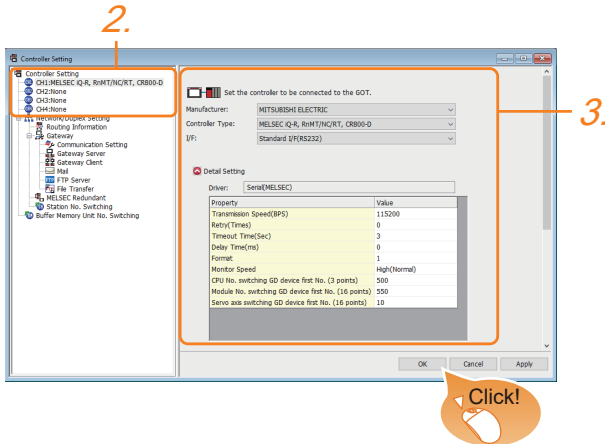 2.
Controller Setting
Controller Setting
CH1:MELSEC iQ-R, RnMT/NC/RT, CR800-D
CH2:None
CH3:None
CH4:None
Network/Duplex Setting
Routing Information
Gateway
Communication Setting
Gateway Server
Gateway Client
Mail
FTP Server
File Transfer
MELSEC Redundant
Station No. Switching
Buffer Memory Unit No. Switching
Set the controller to be connected to the GOT.
Manufacturer: MITSUBISHI ELECTRIC
3.
Controller Type: MELSEC iQ-R, RnMT/NC/RT, CR800-D
I/F: Standard I/F(RS232)
Detail Setting
Driver: Serial(MELSEC)
Property Value
Transmission Speed(BPS) 115200
Retry(Times) 0
Timeout Time(Sec) 3
Delay Time(ms) 0
Format 1
Monitor Speed High(Normal)
CPU No. switching GD device first No. (3 points) 500
Module No. switching GD device first No. (16 points) 550
Servo axis switching GD device first No. (16 points) 10
OK Cancel Apply
Click!